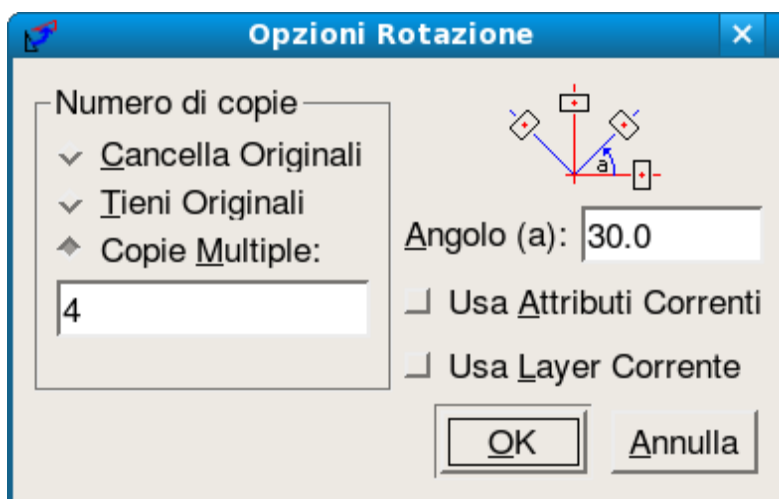 Opzioni Rotazione
Numero di copie
Cancella Originali
Tieni Originali
Copie Multiple:
4
a
Angolo (a): 30.0
Usa Attributi Correnti
Usa Layer Corrente
OK Annulla